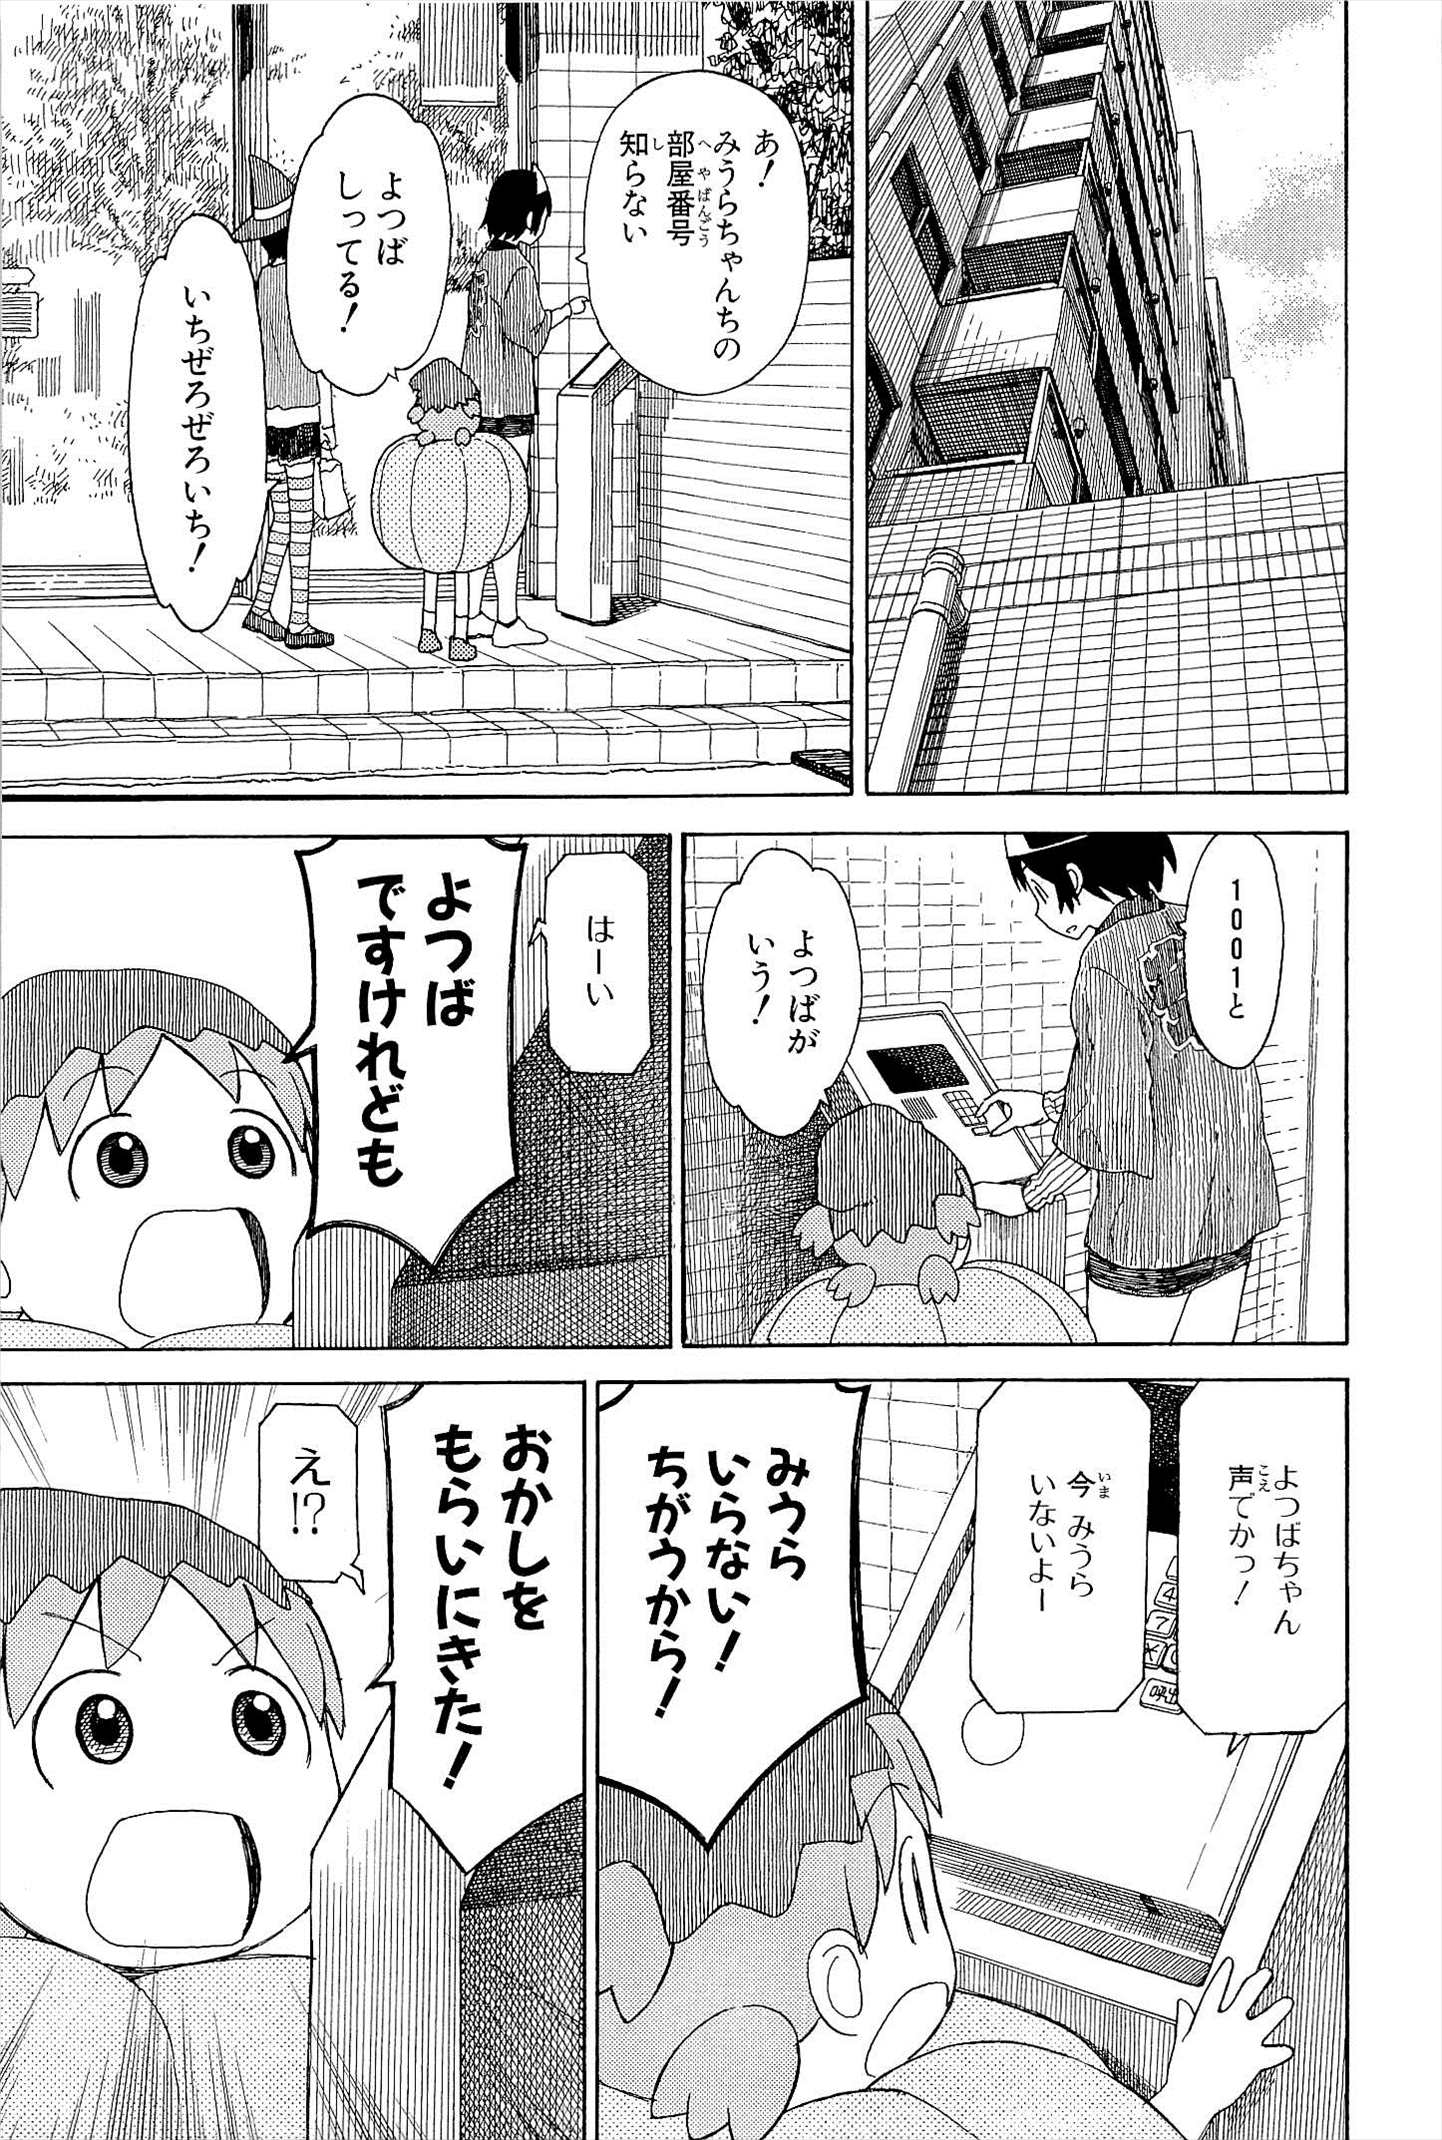 あ！
みうらちゃんちの
部屋番号
知らない
よつば
しってる！
いちぜろぜろいち！
1001と
よつばが
いう！
はーい
よつば
ですけれども
よつばちゃん
声でかっ！
今 みうら
いないよー
みうら
いらない！
ちがうから！
おかしを
もらいにきた！
え！？